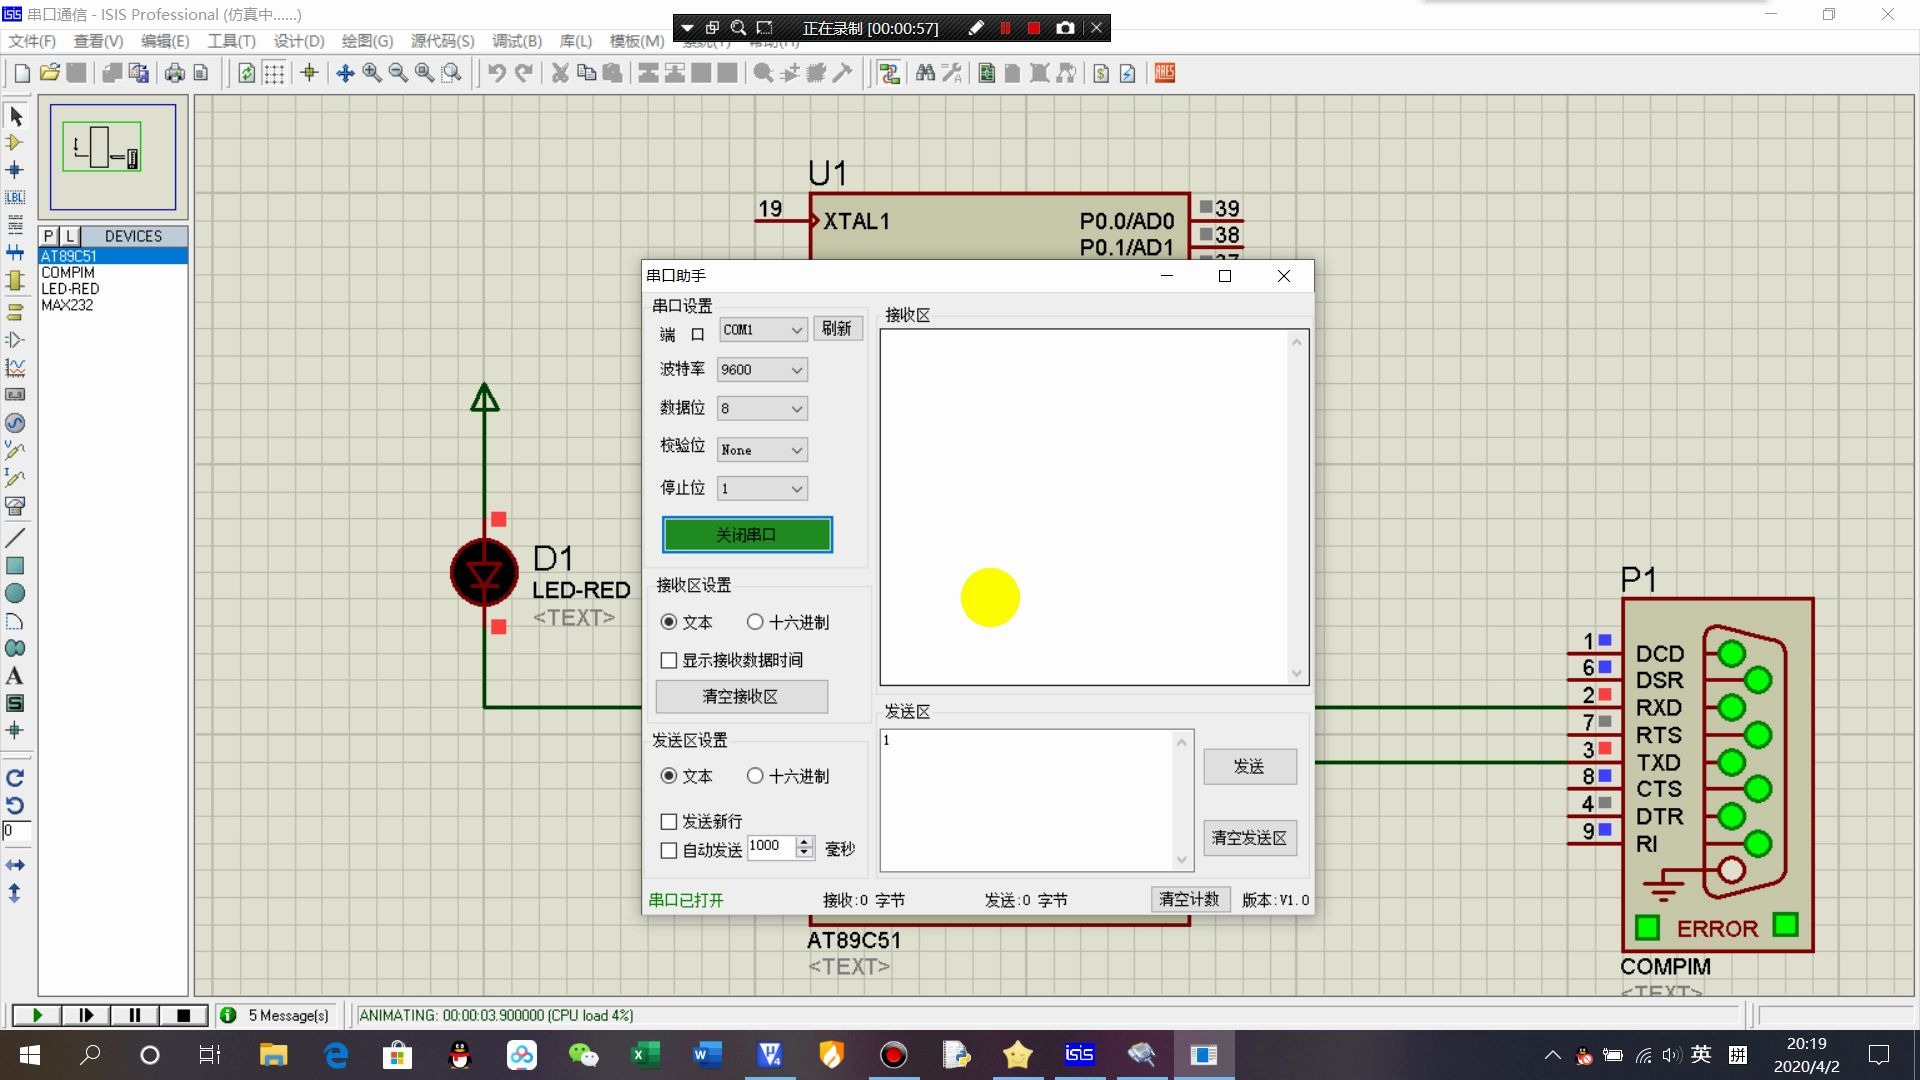 串口通信 - ISIS Professional (仿真中......)
正在录制 [00:00:57]
文件(F) 查看(V) 编辑(E) 工具(T) 设计(D) 绘图(G) 源代码(S) 调试(B) 库(L) 模板(M)
ARES
LBL
P L DEVICES
AT89C51
COMPIM
LED-RED
MAX232
U1
19 XTAL1
P0.0/AD0 39
P0.1/AD1 38
D1
LED-RED
<TEXT>
串口助手
串口设置
端 口 COM1 刷新
波特率 9600
数据位 8
校验位 None
停止位 1
关闭串口
接收区设置
文本 十六进制
显示接收数据时间
清空接收区
发送区设置
文本 十六进制
发送新行
自动发送 1000 毫秒
接收区
发送区
1
发送
清空发送区
串口已打开 接收:0 字节 发送:0 字节 清空计数 版本:V1.0
AT89C51
<TEXT>
P1
1 DCD
6 DSR
2 RXD
7 RTS
3 TXD
8 CTS
4 DTR
9 RI
ERROR
COMPIM
<TEXT>
A
S
0
5 Message(s)
ANIMATING: 00:00:03.900000 (CPU load 4%)
isis
英
拼
20:19
2020/4/2